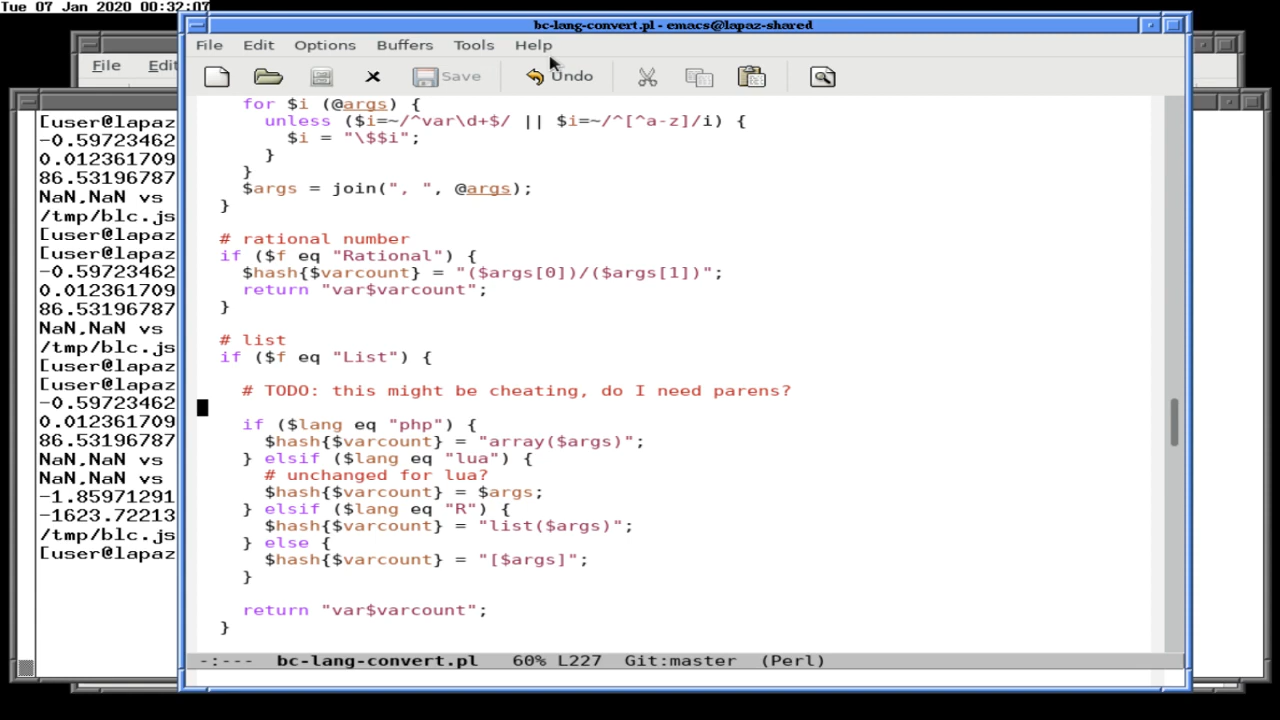 Tue 07 Jan 2020 00:32:07
bc-lang-convert.pl - emacs@lapaz-shared
File Edit Options Buffers Tools Help
File Edit
Save Undo
for $i (@args) {
unless ($i=~/^var\d+$/ || $i=~/^[^a-z]/i) {
$i = "\$$i";
}
}
$args = join(", ", @args);
}
# rational number
if ($f eq "Rational") {
$hash{$varcount} = "($args[0])/($args[1])";
return "var$varcount";
}
# list
if ($f eq "List") {
# TODO: this might be cheating, do I need parens?
if ($lang eq "php") {
$hash{$varcount} = "array($args)";
} elsif ($lang eq "lua") {
# unchanged for lua?
$hash{$varcount} = $args;
} elsif ($lang eq "R") {
$hash{$varcount} = "list($args)";
} else {
$hash{$varcount} = "[$args]";
}
return "var$varcount";
}
-:--- bc-lang-convert.pl 60% L227 Git:master (Perl)
[user@lapaz
-0.59723462
0.012361709
86.53196787
NaN,NaN vs
/tmp/blc.js
[user@lapaz
[user@lapaz
-0.59723462
0.012361709
86.53196787
NaN,NaN vs
/tmp/blc.js
[user@lapaz
[user@lapaz
-0.59723462
0.012361709
86.53196787
NaN,NaN vs
NaN,NaN vs
-1.85971291
-1623.72213
/tmp/blc.js
[user@lapaz